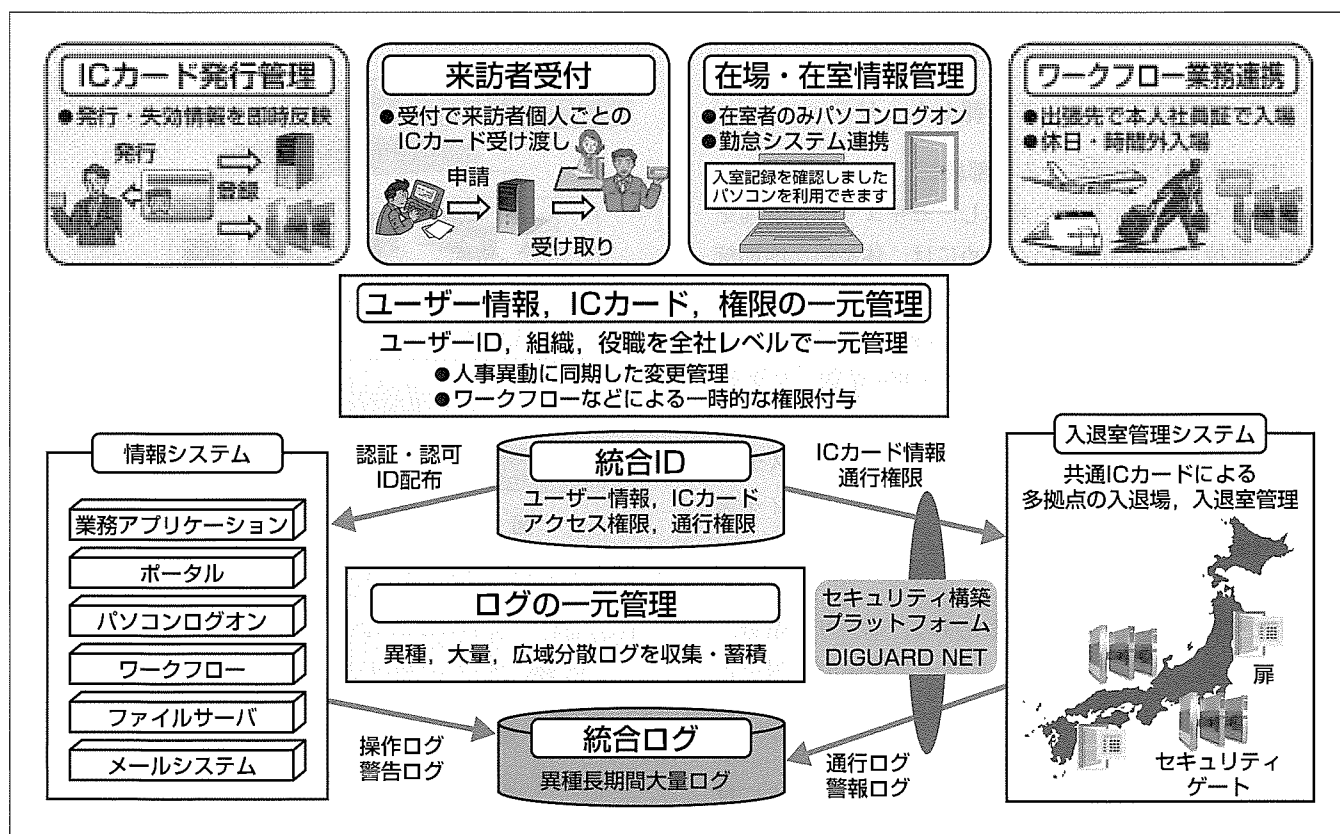 ICカード発行管理
●発行・失効情報を即時反映
発行
登録
来訪者受付
●受付で来訪者個人ごとの
ICカード受け渡し
申請
受け取り
在場・在室情報管理
●在室者のみパソコンログオン
●勤怠システム連携
入室記録を確認しました
パソコンを利用できます
ワークフロー業務連携
●出張先で本人社員証で入場
●休日・時間外入場
ユーザー情報，ICカード，権限の一元管理
ユーザーID，組織，役職を全社レベルで一元管理
●人事異動に同期した変更管理
●ワークフローなどによる一時的な権限付与
情報システム
業務アプリケーション
ポータル
パソコンログオン
ワークフロー
ファイルサーバ
メールシステム
認証・認可
ID配布
統合ID
ユーザー情報，ICカード
アクセス権限，通行権限
ICカード情報
通行権限
ログの一元管理
異種，大量，広域分散ログを収集・蓄積
セキュリティ構築
プラットフォーム
DIGUARD NET
操作ログ
警告ログ
統合ログ
異種長期間大量ログ
通行ログ
警報ログ
入退室管理システム
共通ICカードによる
多拠点の入退場，入退室管理
扉
セキュリティ
ゲート